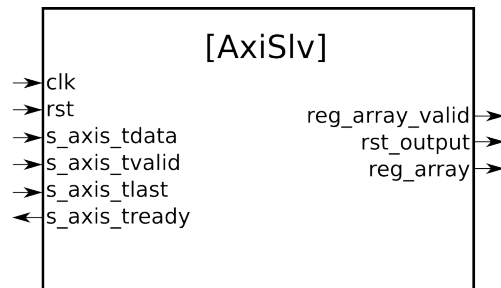 [AxiSlv]
clk
rst
s_axis_tdata
s_axis_tvalid
s_axis_tlast
s_axis_tready
reg_array_valid
rst_output
reg_array